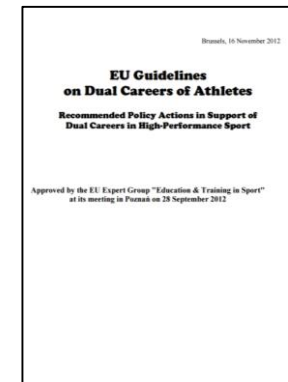 Brussels, 16 November 2012
EU Guidelines
on Dual Careers of Athletes
Recommended Policy Actions in Support of
Dual Careers in High-Performance Sport
Approved by the EU Expert Group "Education & Training in Sport"
at its meeting in Poznań on 28 September 2012